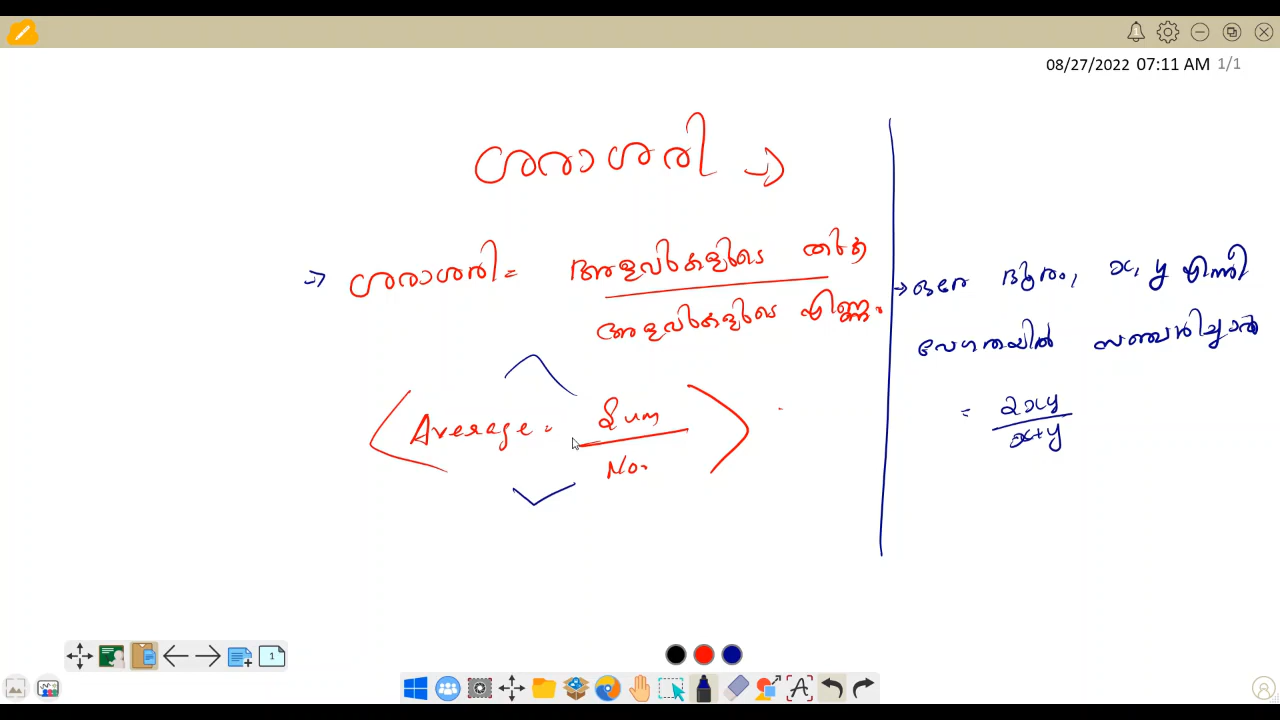 08/27/2022 07:11 AM 1/1
ശരാശരി →
→ ശരാശരി = അളവുകളുടെ തുക / അളവുകളുടെ എണ്ണം
Average = Sum / No.
→ ഒരേ ദൂരം, x, y എന്നീ
വേഗതയിൽ സഞ്ചരിച്ചാൽ
= 2xy / x+y
1